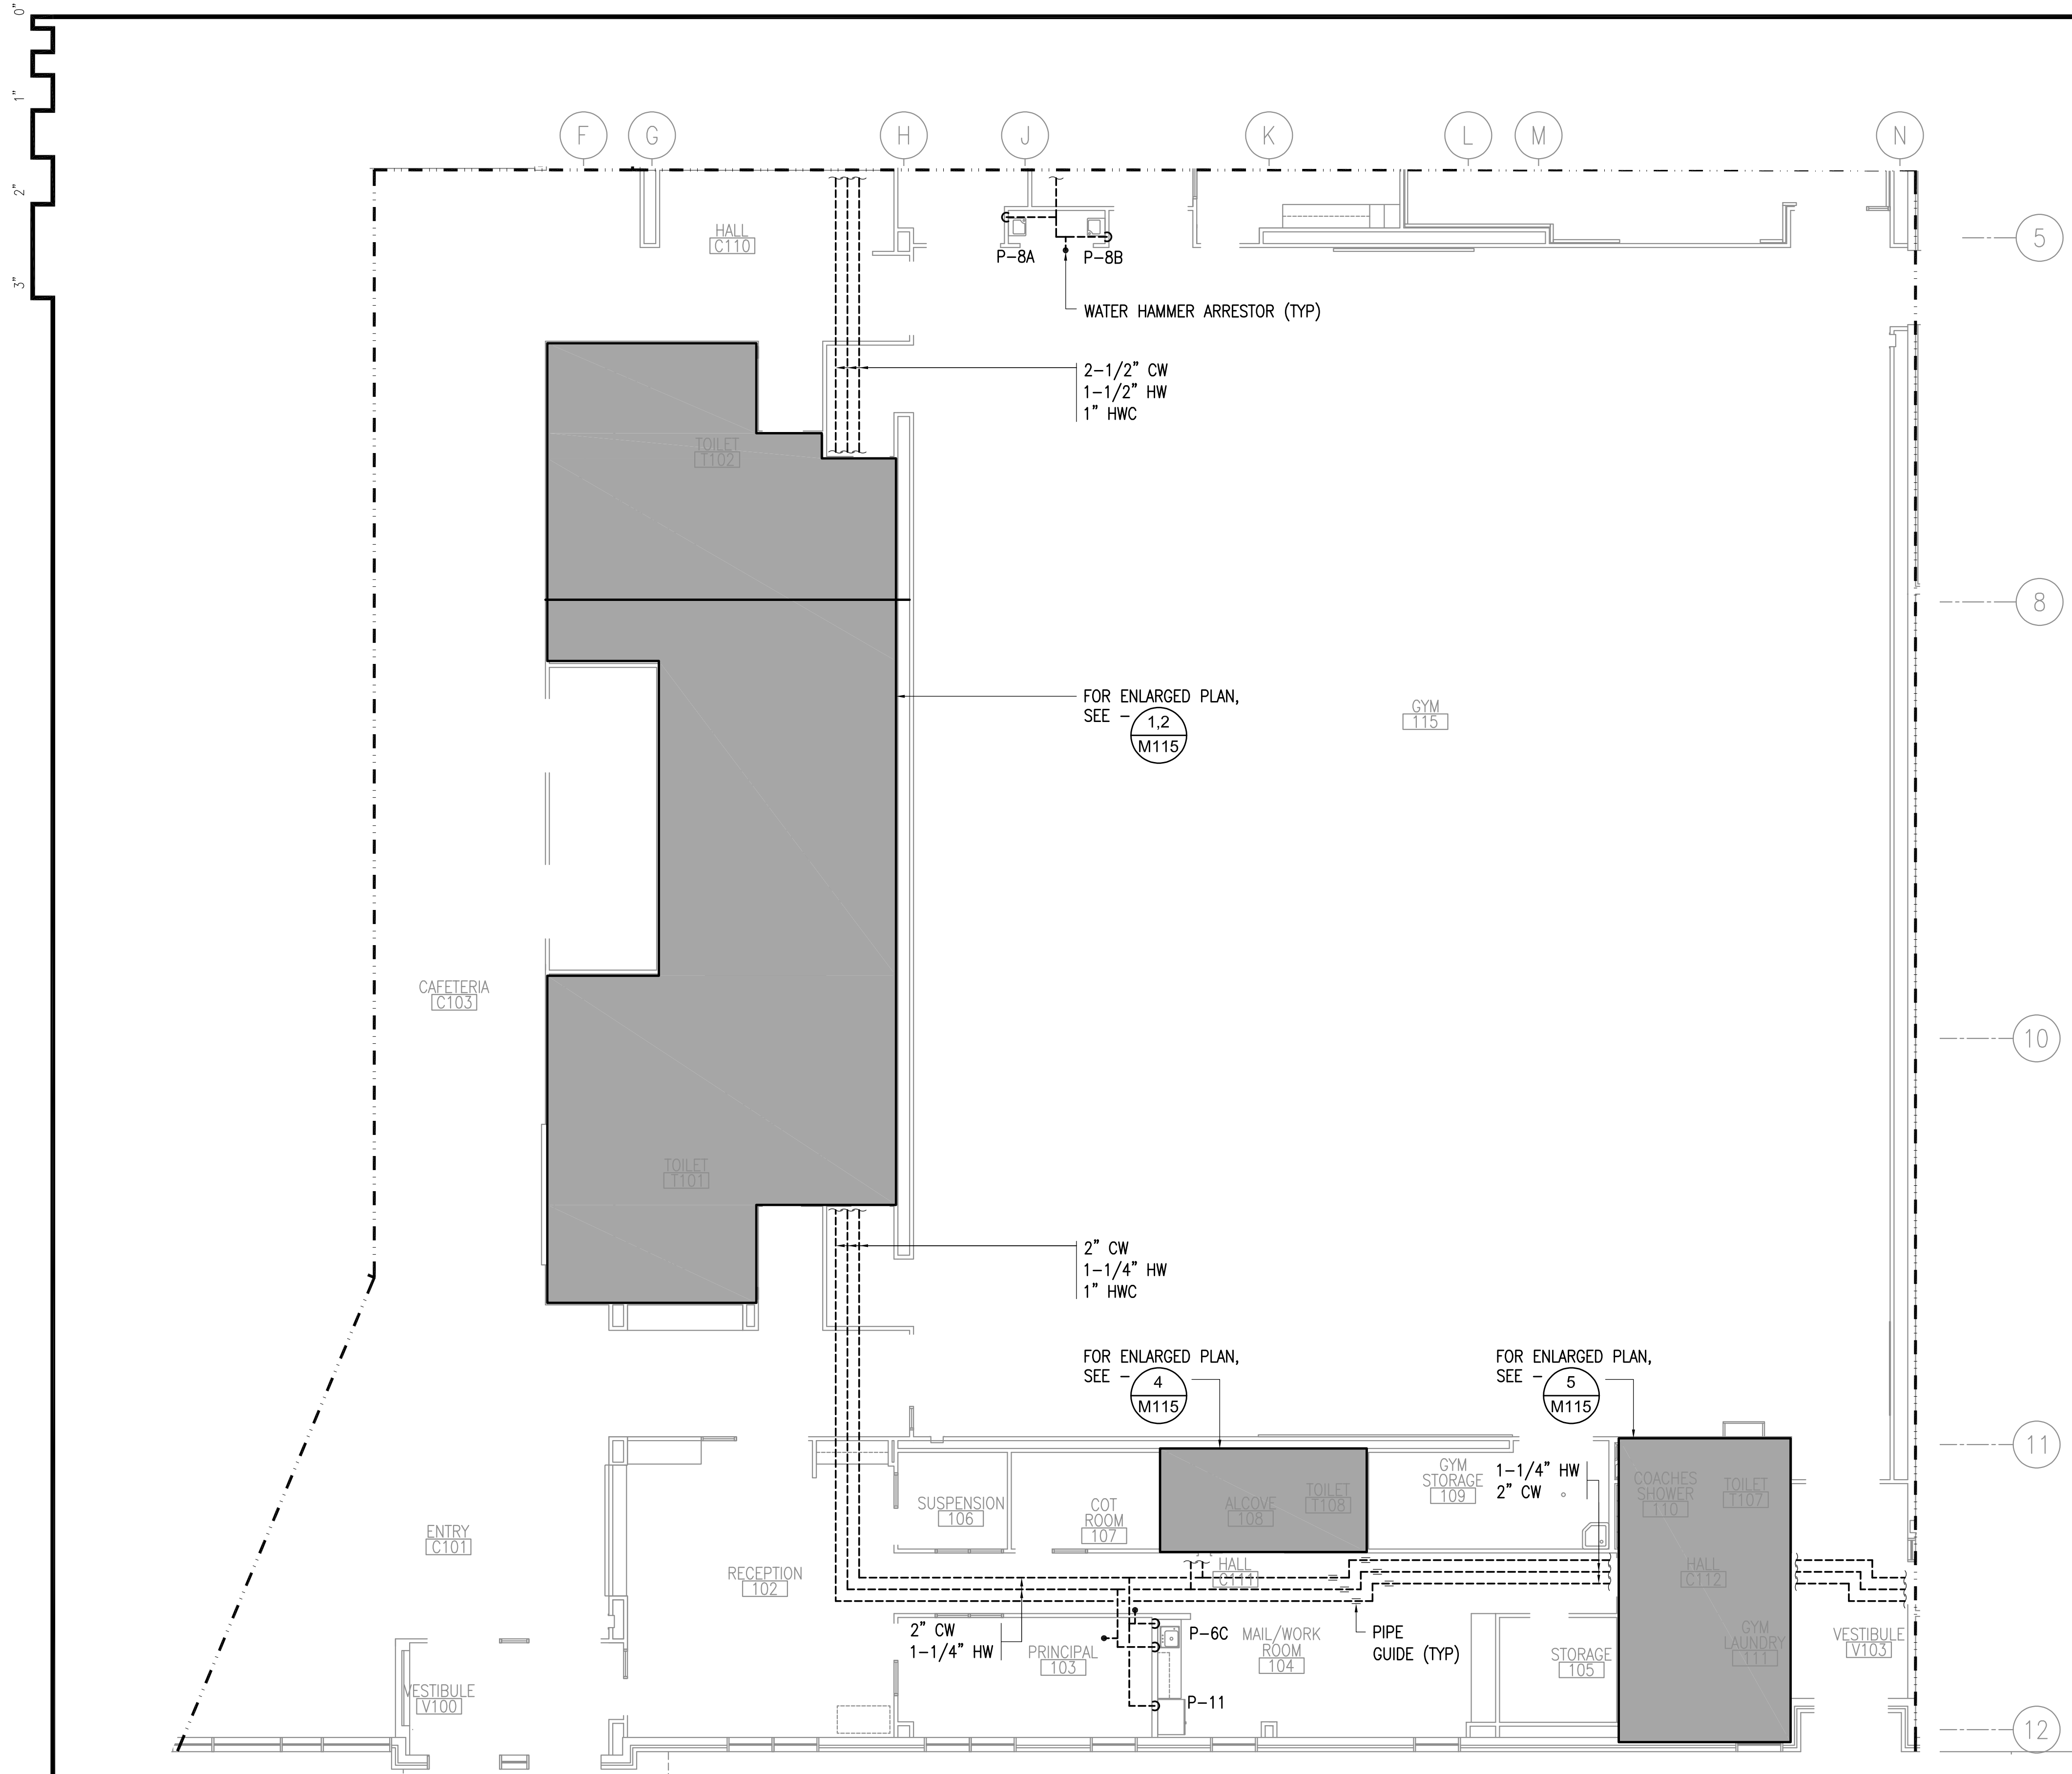 0"
1"
2"
3"
F
G
H
J
K
L
M
N
5
8
10
11
12
HALL
C110
P-8A
P-8B
WATER HAMMER ARRESTOR (TYP)
2-1/2" CW
1-1/2" HW
1" HWC
TOILET
T102
FOR ENLARGED PLAN,
SEE -
1,2
M115
GYM
115
CAFETERIA
C103
TOILET
T101
2" CW
1-1/4" HW
1" HWC
FOR ENLARGED PLAN,
SEE -
4
M115
FOR ENLARGED PLAN,
SEE -
5
M115
SUSPENSION
106
COT
ROOM
107
ALCOVE
108
TOILET
T108
GYM
STORAGE
109
1-1/4" HW
2" CW
COACHES
SHOWER
110
TOILET
T107
ENTRY
C101
RECEPTION
102
HALL
C111
HALL
C112
2" CW
1-1/4" HW
PRINCIPAL
103
P-6C
MAIL/WORK
ROOM
104
PIPE
GUIDE (TYP)
STORAGE
105
GYM
LAUNDRY
111
VESTIBULE
V103
VESTIBULE
V100
P-11